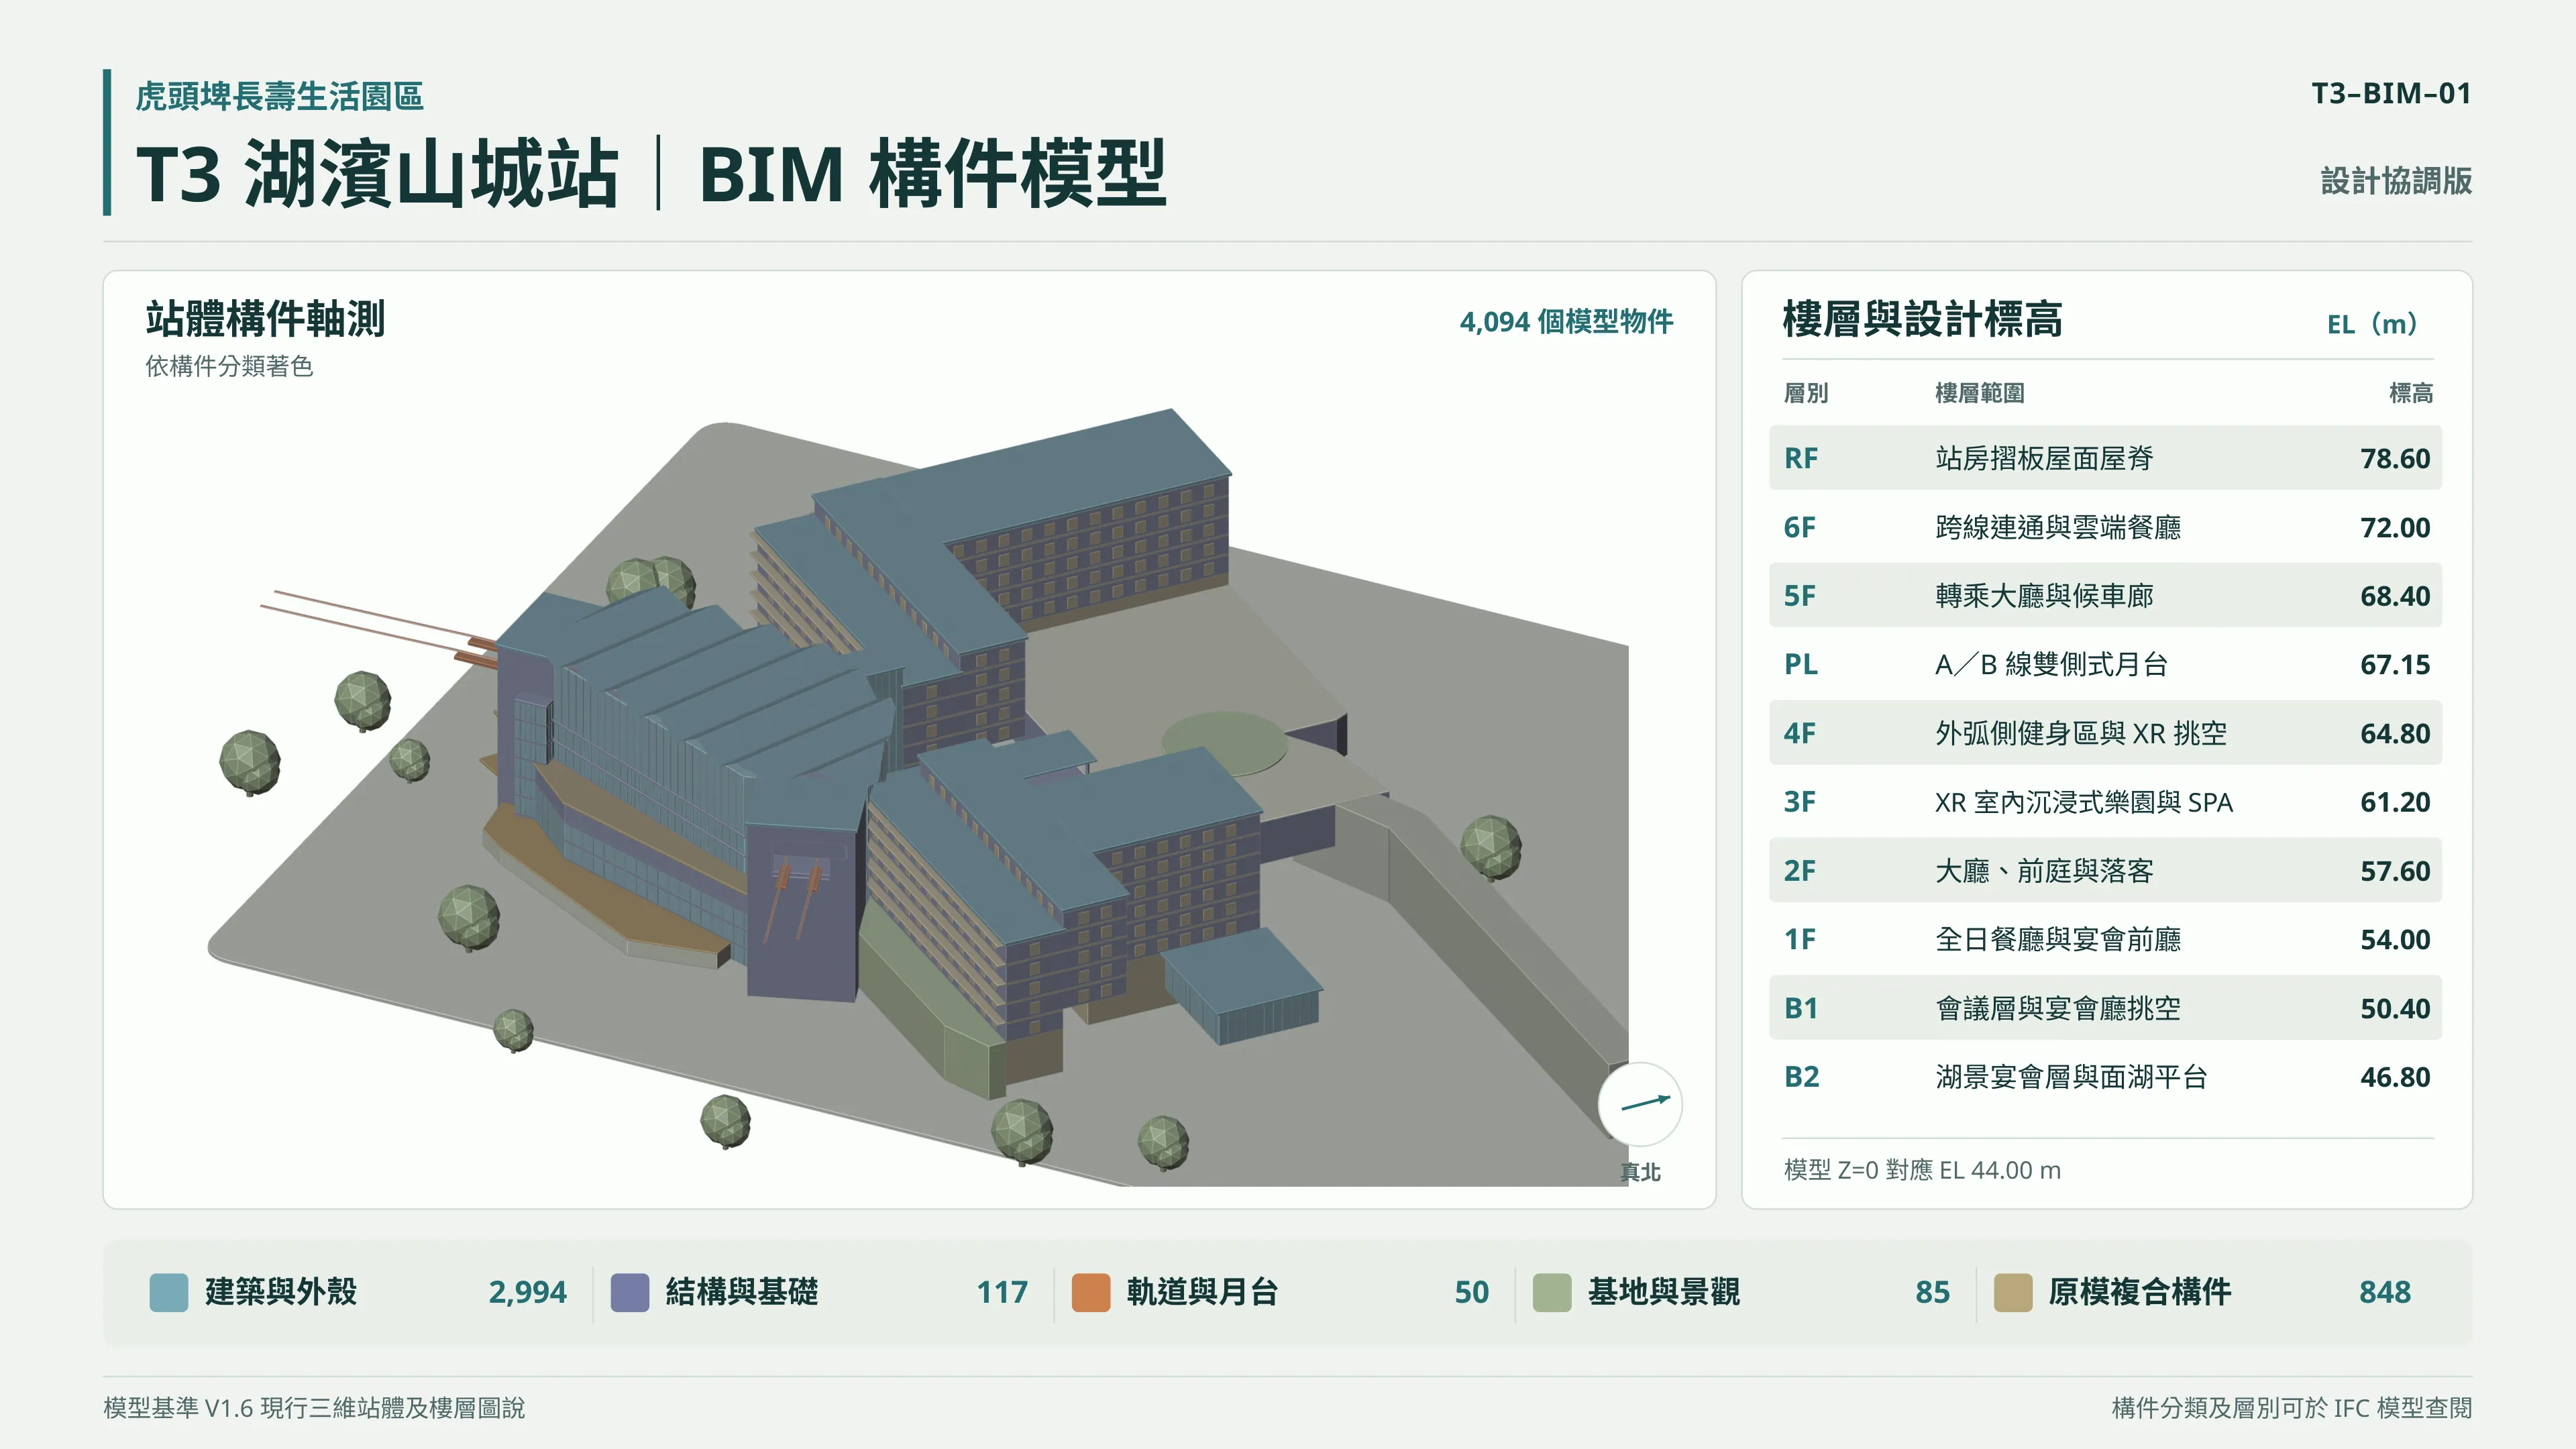 虎頭埤長壽生活園區
T3 湖濱山城站｜BIM 構件模型
T3–BIM–01
設計協調版
站體構件軸測
4,094 個模型物件
依構件分類著色
真北
樓層與設計標高 EL（m）
層別 樓層範圍 標高
RF 站房摺板屋面屋脊 78.60
6F 跨線連通與雲端餐廳 72.00
5F 轉乘大廳與候車廊 68.40
PL A／B 線雙側式月台 67.15
4F 外弧側健身區與 XR 挑空 64.80
3F XR 室內沉浸式樂園與 SPA 61.20
2F 大廳、前庭與落客 57.60
1F 全日餐廳與宴會前廳 54.00
B1 會議層與宴會廳挑空 50.40
B2 湖景宴會層與面湖平台 46.80
模型 Z=0 對應 EL 44.00 m
建築與外殼 2,994
結構與基礎 117
軌道與月台 50
基地與景觀 85
原模複合構件 848
模型基準 V1.6 現行三維站體及樓層圖說
構件分類及層別可於 IFC 模型查閱